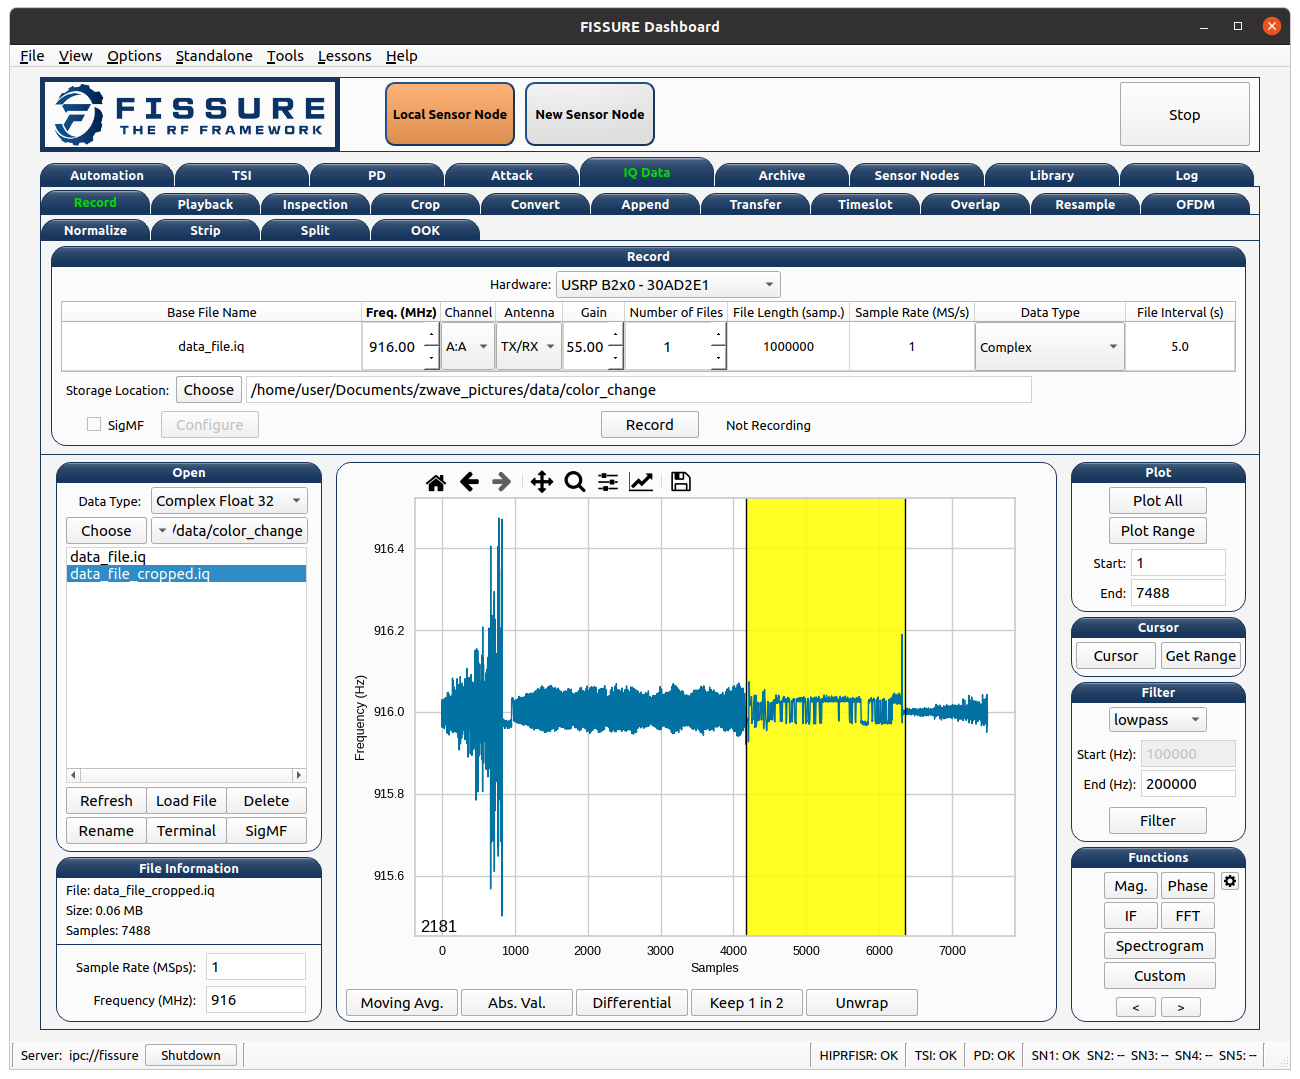 FISSURE Dashboard
File View Options Standalone Tools Lessons Help
FISSURE
THE RF FRAMEWORK
Local Sensor Node
New Sensor Node
Stop
Automation TSI PD Attack IQ Data Archive Sensor Nodes Library Log
Record Playback Inspection Crop Convert Append Transfer Timeslot Overlap Resample OFDM
Normalize Strip Split OOK
Record
Hardware: USRP B2x0 - 30AD2E1
Base File Name Freq. (MHz) Channel Antenna Gain Number of Files File Length (samp.) Sample Rate (MS/s) Data Type File Interval (s)
data_file.iq 916.00 A:A TX/RX 55.00 1 1000000 1 Complex 5.0
Storage Location: Choose /home/user/Documents/zwave_pictures/data/color_change
SigMF Configure Record Not Recording
Open
Data Type: Complex Float 32
Choose /data/color_change
data_file.iq
data_file_cropped.iq
Refresh Load File Delete
Rename Terminal SigMF
File Information
File: data_file_cropped.iq
Size: 0.06 MB
Samples: 7488
Sample Rate (MSps): 1
Frequency (MHz): 916
Frequency (Hz)
916.4
916.2
916.0
915.8
915.6
2181
0 1000 2000 3000 4000 5000 6000 7000
Samples
Moving Avg. Abs. Val. Differential Keep 1 in 2 Unwrap
Plot
Plot All
Plot Range
Start: 1
End: 7488
Cursor
Cursor Get Range
Filter
lowpass
Start (Hz): 100000
End (Hz): 200000
Filter
Functions
Mag. Phase
IF FFT
Spectrogram
Custom
< >
Server: ipc://fissure Shutdown HIPRFISR: OK TSI: OK PD: OK SN1: OK SN2: -- SN3: -- SN4: -- SN5: --